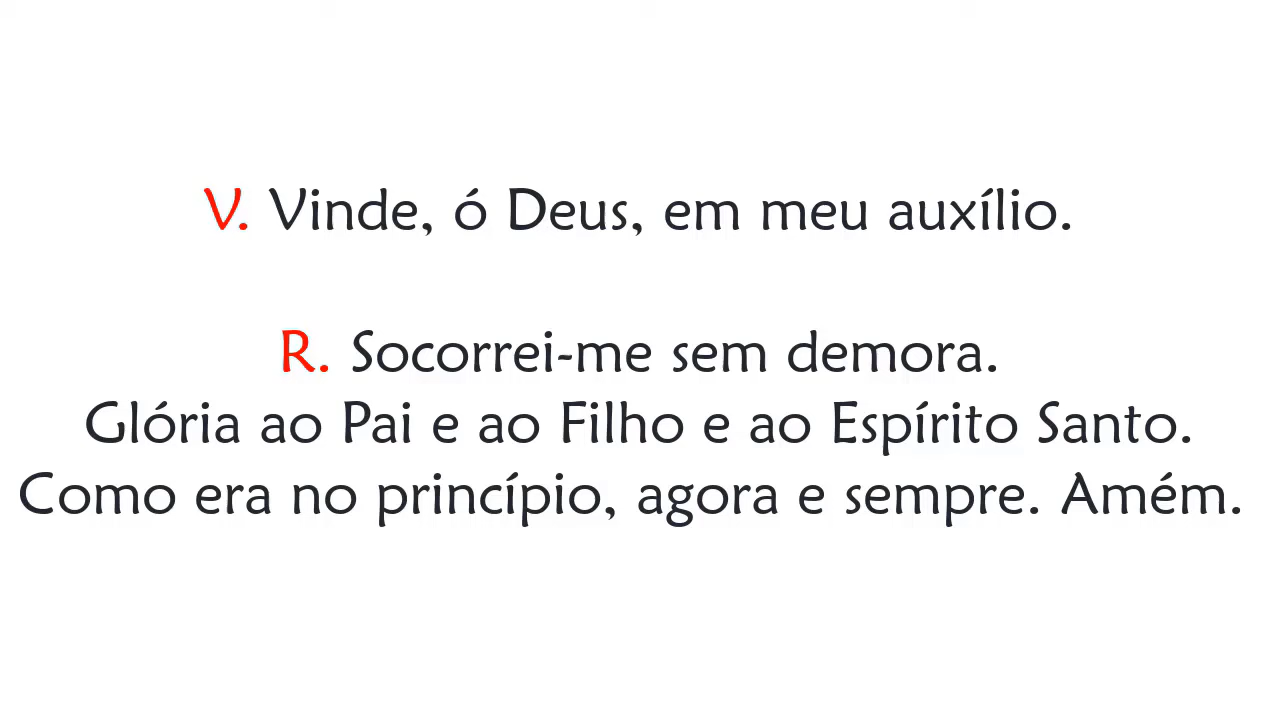 V. Vinde, ó Deus, em meu auxílio.
R. Socorrei-me sem demora.
Glória ao Pai e ao Filho e ao Espírito Santo.
Como era no princípio, agora e sempre. Amém.